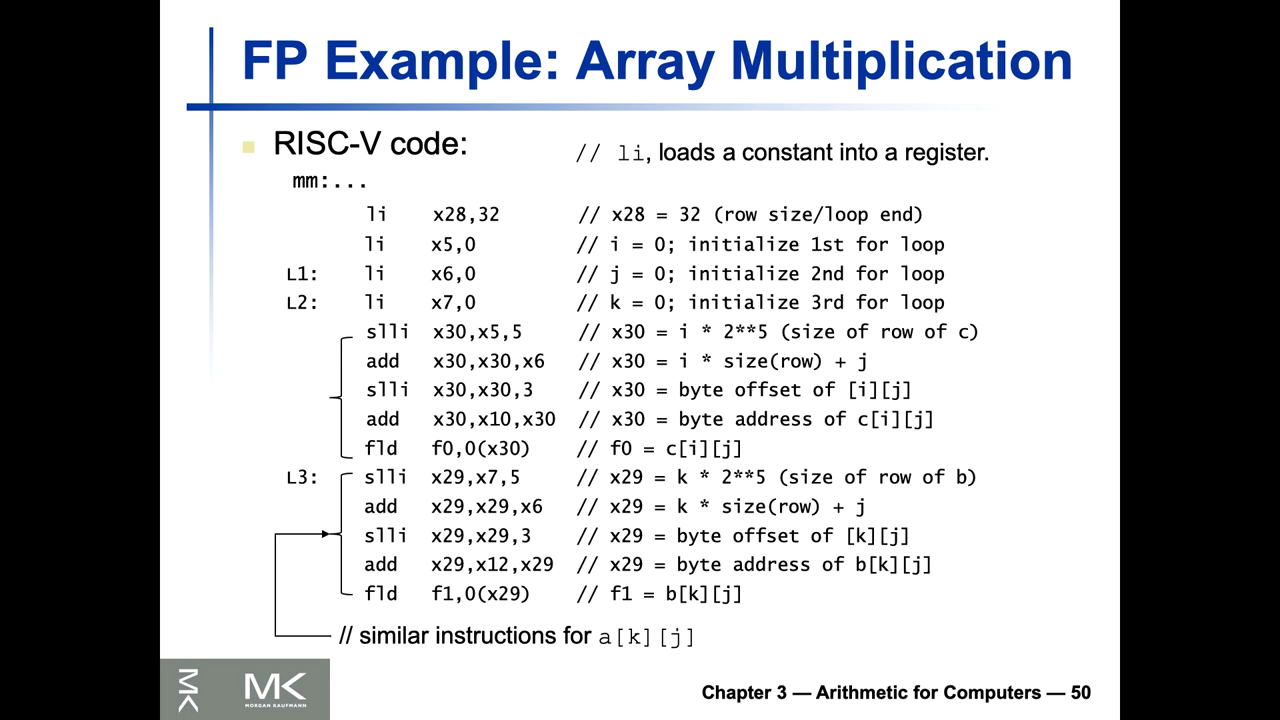 FP Example: Array Multiplication
RISC-V code:
// li, loads a constant into a register.
mm:...
li x28,32 // x28 = 32 (row size/loop end)
li x5,0 // i = 0; initialize 1st for loop
L1: li x6,0 // j = 0; initialize 2nd for loop
L2: li x7,0 // k = 0; initialize 3rd for loop
slli x30,x5,5 // x30 = i * 2**5 (size of row of c)
add x30,x30,x6 // x30 = i * size(row) + j
slli x30,x30,3 // x30 = byte offset of [i][j]
add x30,x10,x30 // x30 = byte address of c[i][j]
fld f0,0(x30) // f0 = c[i][j]
L3: slli x29,x7,5 // x29 = k * 2**5 (size of row of b)
add x29,x29,x6 // x29 = k * size(row) + j
slli x29,x29,3 // x29 = byte offset of [k][j]
add x29,x12,x29 // x29 = byte address of b[k][j]
fld f1,0(x29) // f1 = b[k][j]
// similar instructions for a[k][j]
MK
MK
MORGAN KAUFMANN
Chapter 3 — Arithmetic for Computers — 50